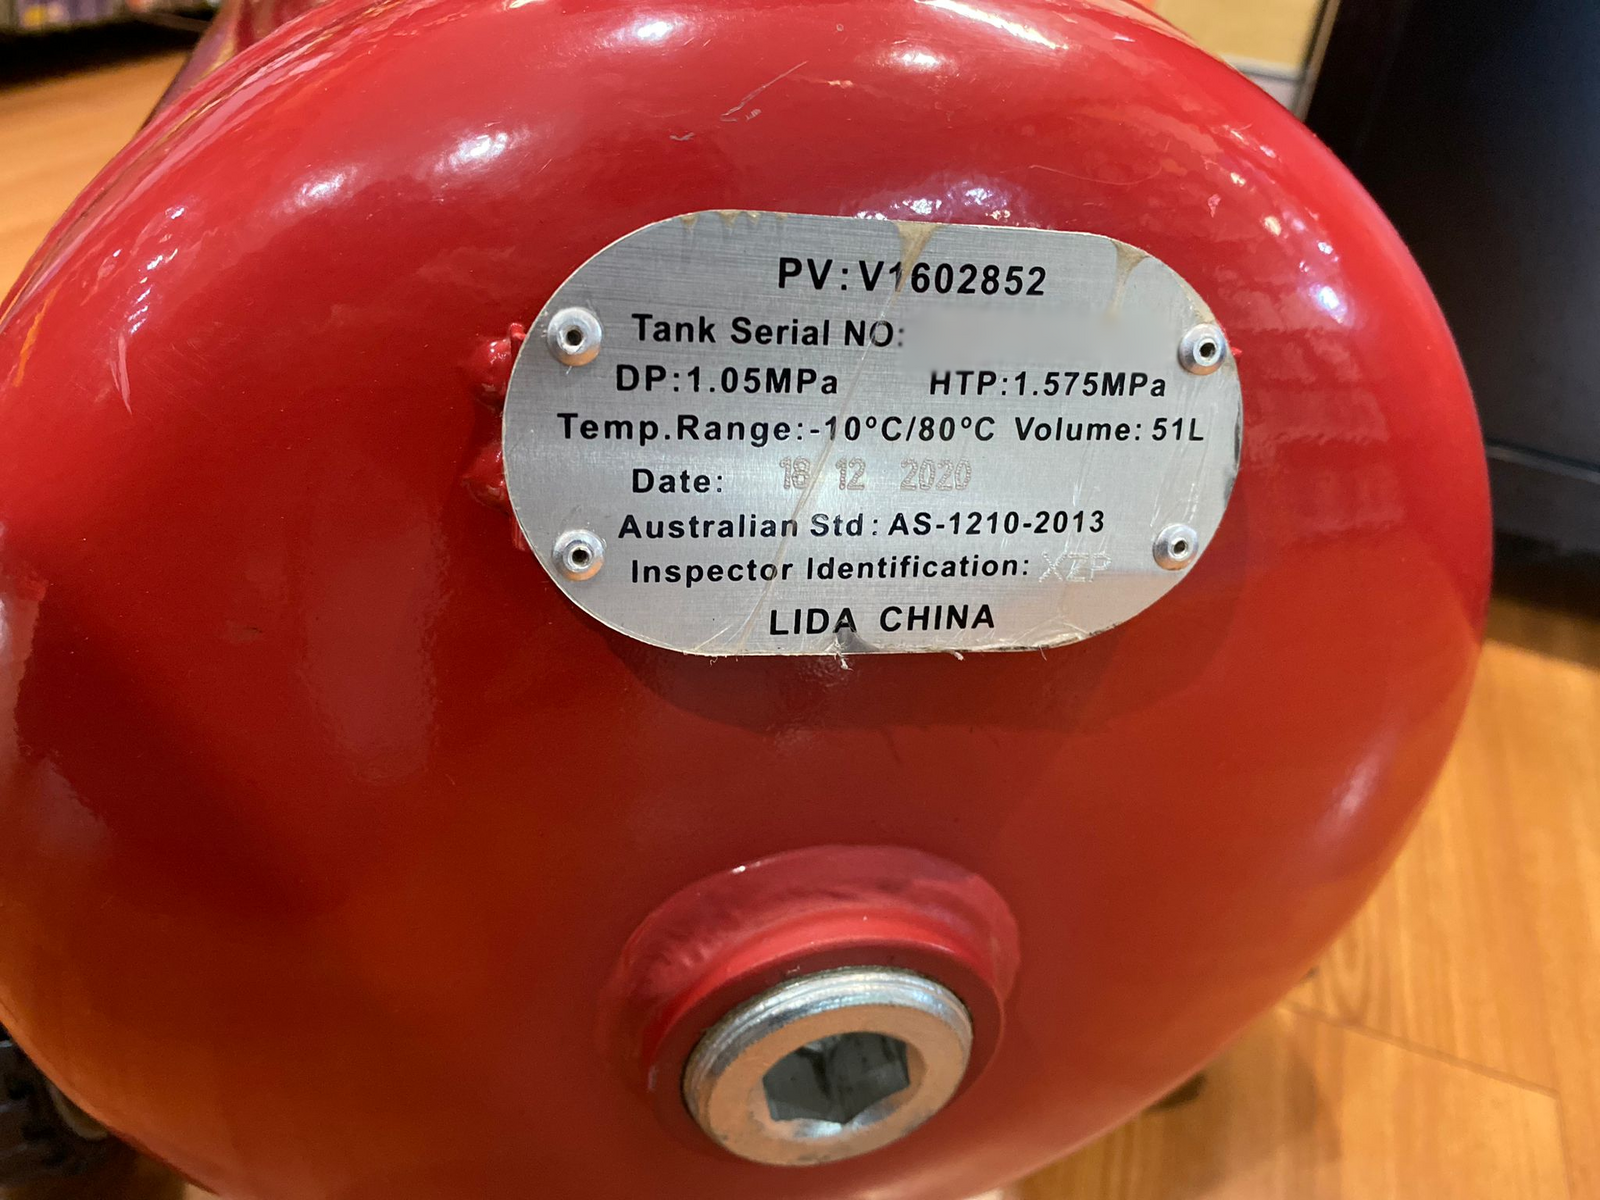 PV:V1602852
Tank Serial NO:
DP:1.05MPa HTP:1.575MPa
Temp.Range:-10°C/80°C Volume: 51L
Date: 18 12 2020
Australian Std: AS-1210-2013
Inspector Identification: XZP
LIDA CHINA